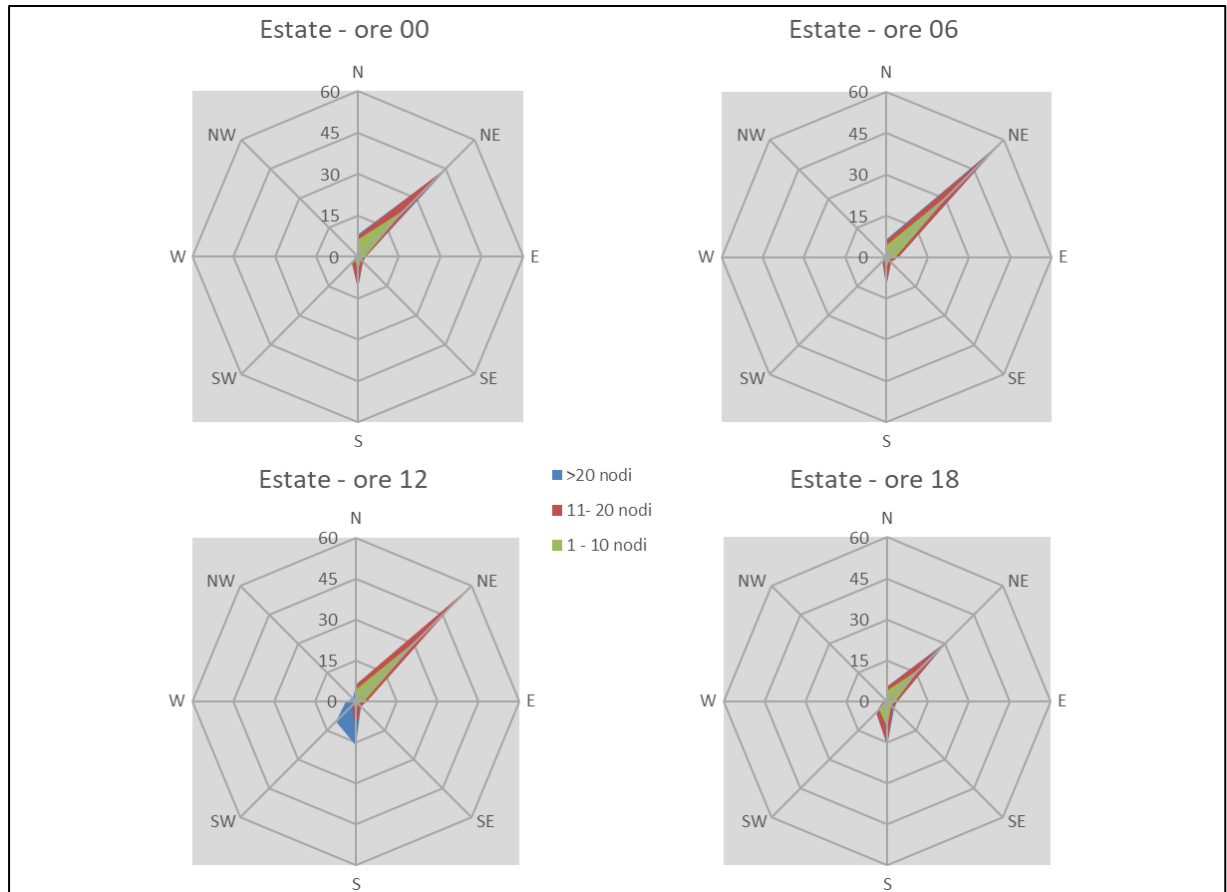 Estate - ore 00
N
60
NW
NE
45
30
15
W
0
E
SW
SE
S
Estate - ore 06
N
60
NW
NE
45
30
15
W
0
E
SW
SE
S
>20 nodi
11- 20 nodi
1 - 10 nodi
Estate - ore 12
N
60
NW
NE
45
30
15
W
0
E
SW
SE
S
Estate - ore 18
N
60
NW
NE
45
30
15
W
0
E
SW
SE
S